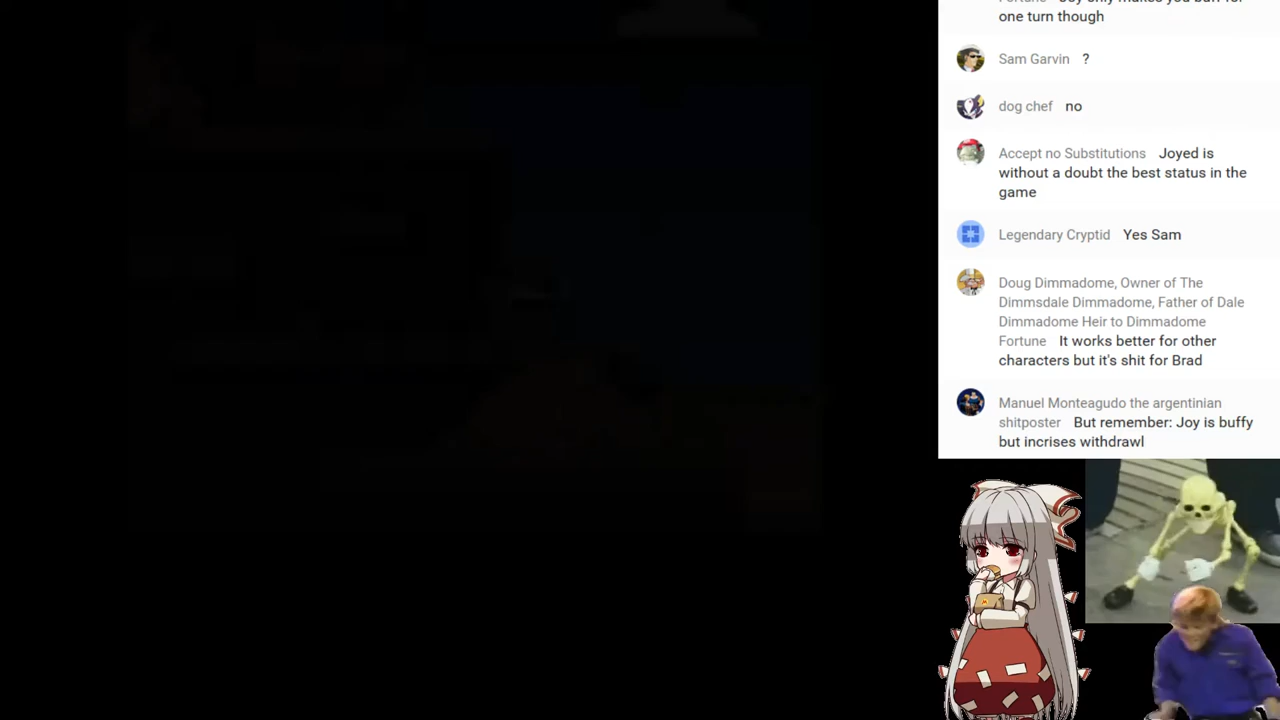 one turn though
Sam Garvin ?
dog chef no
Accept no Substitutions Joyed is
without a doubt the best status in the
game
Legendary Cryptid Yes Sam
Doug Dimmadome, Owner of The
Dimmsdale Dimmadome, Father of Dale
Dimmadome Heir to Dimmadome
Fortune It works better for other
characters but it's shit for Brad
Manuel Monteagudo the argentinian
shitposter But remember: Joy is buffy
but incrises withdrawl